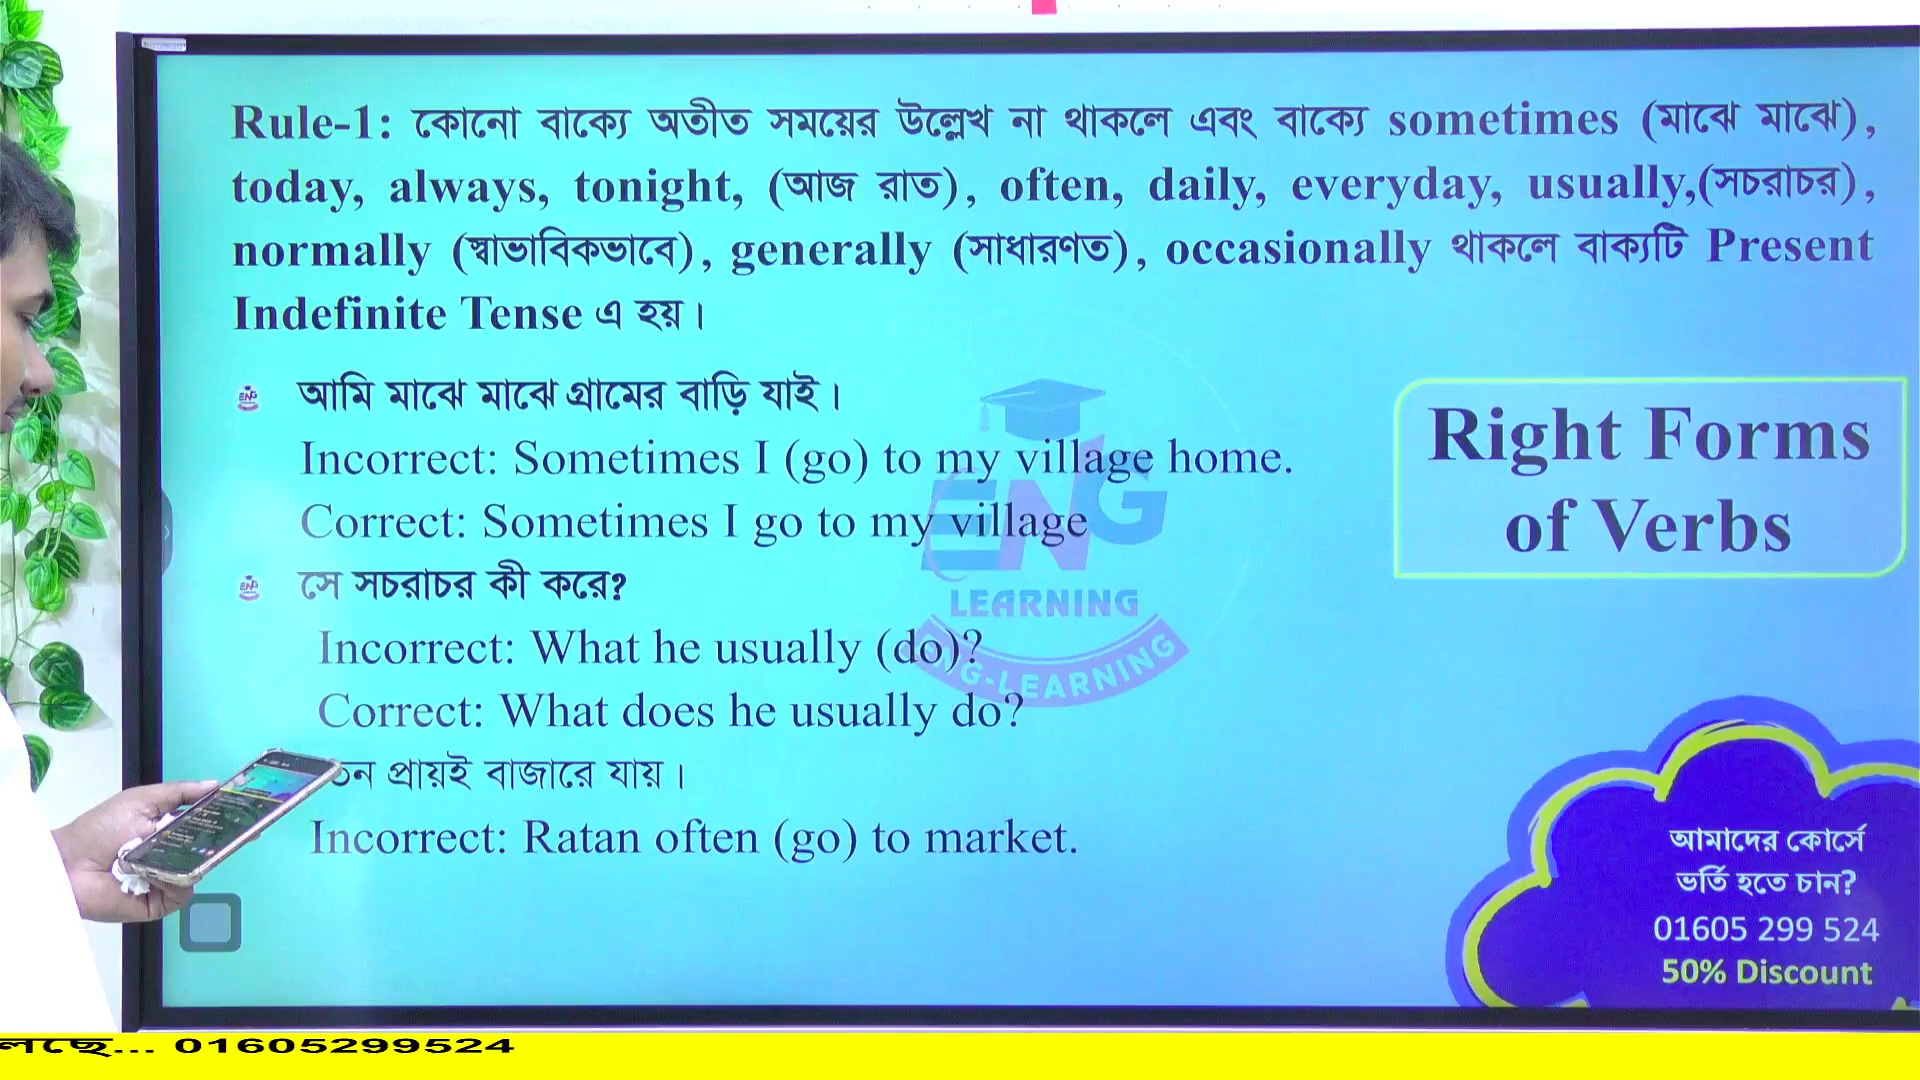 Rule-1: কোনো বাক্যে অতীত সময়ের উল্লেখ না থাকলে এবং বাক্যে sometimes (মাঝে মাঝে),
today, always, tonight, (আজ রাত), often, daily, everyday, usually,(সচরাচর),
normally (স্বাভাবিকভাবে), generally (সাধারণত), occasionally থাকলে বাক্যটি Present
Indefinite Tense এ হয়।
আমি মাঝে মাঝে গ্রামের বাড়ি যাই।
Incorrect: Sometimes I (go) to my village home.
Correct: Sometimes I go to my village
সে সচরাচর কী করে?
Incorrect: What he usually (do)?
Correct: What does he usually do?
প্রায়ই বাজারে যায়।
Incorrect: Ratan often (go) to market.
Right Forms
of Verbs
ENG
LEARNING
ENG-LEARNING
আমাদের কোর্সে
ভর্তি হতে চান?
01605 299 524
50% Discount
লছে... 01605299524